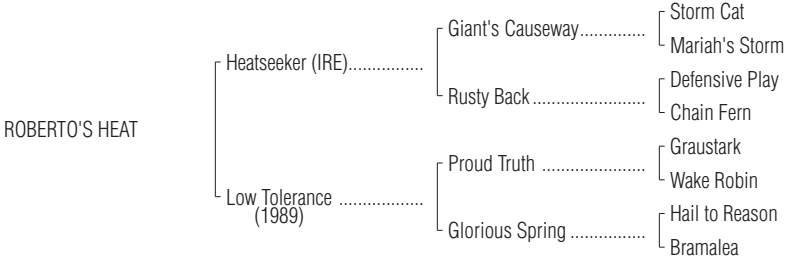 Storm Cat
Giant's Causeway..............
Mariah's Storm
Heatseeker (IRE)................
Defensive Play
Rusty Back........................
Chain Fern
ROBERTO'S HEAT
Graustark
Proud Truth ......................
Wake Robin
Low Tolerance ..................
(1989)
Hail to Reason
Glorious Spring ................
Bramalea